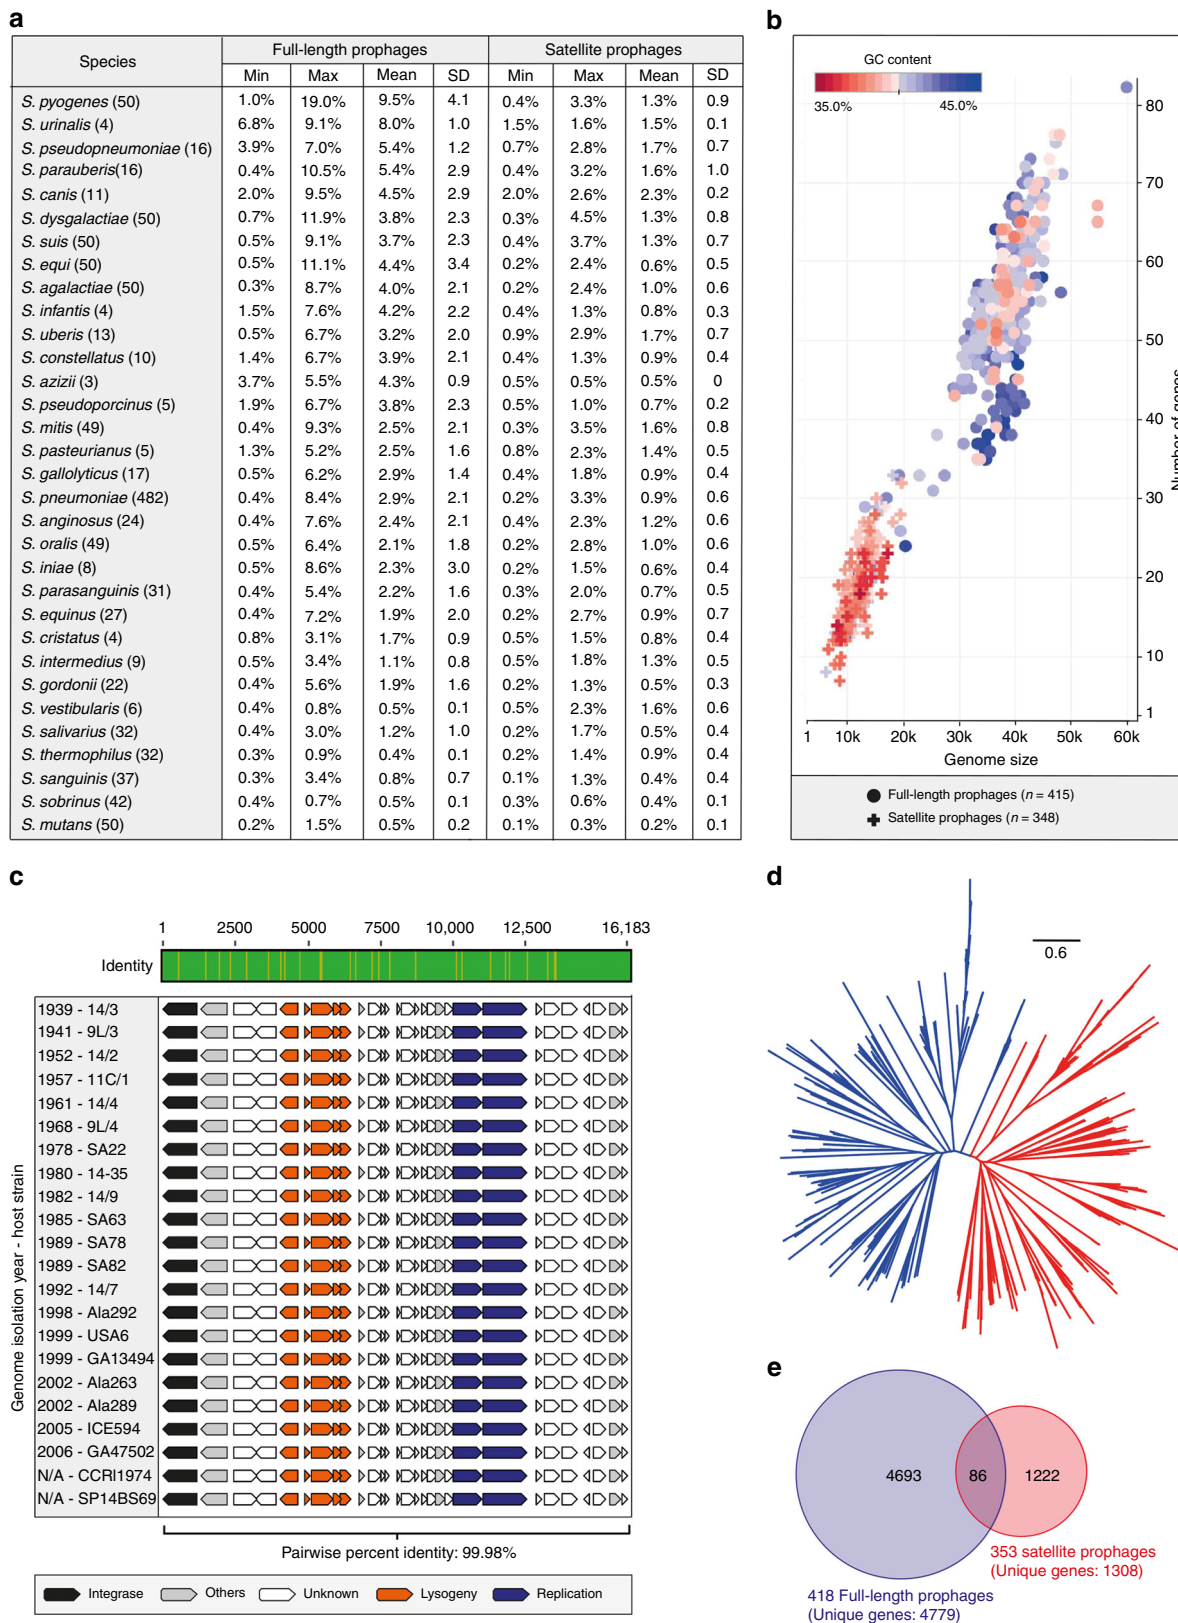 a
Species Full-length prophages Satellite prophages
Min Max Mean SD Min Max Mean SD
S. pyogenes (50) 1.0% 19.0% 9.5% 4.1 0.4% 3.3% 1.3% 0.9
S. urinalis (4) 6.8% 9.1% 8.0% 1.0 1.5% 1.6% 1.5% 0.1
S. pseudopneumoniae (16) 3.9% 7.0% 5.4% 1.2 0.7% 2.8% 1.7% 0.7
S. parauberis(16) 0.4% 10.5% 5.4% 2.9 0.4% 3.2% 1.6% 1.0
S. canis (11) 2.0% 9.5% 4.5% 2.9 2.0% 2.6% 2.3% 0.2
S. dysgalactiae (50) 0.7% 11.9% 3.8% 2.3 0.3% 4.5% 1.3% 0.8
S. suis (50) 0.5% 9.1% 3.7% 2.3 0.4% 3.7% 1.3% 0.7
S. equi (50) 0.5% 11.1% 4.4% 3.4 0.2% 2.4% 0.6% 0.5
S. agalactiae (50) 0.3% 8.7% 4.0% 2.1 0.2% 2.4% 1.0% 0.6
S. infantis (4) 1.5% 7.6% 4.2% 2.2 0.4% 1.3% 0.8% 0.3
S. uberis (13) 0.5% 6.7% 3.2% 2.0 0.9% 2.9% 1.7% 0.7
S. constellatus (10) 1.4% 6.7% 3.9% 2.1 0.4% 1.3% 0.9% 0.4
S. azizii (3) 3.7% 5.5% 4.3% 0.9 0.5% 0.5% 0.5% 0
S. pseudoporcinus (5) 1.9% 6.7% 3.8% 2.3 0.5% 1.0% 0.7% 0.2
S. mitis (49) 0.4% 9.3% 2.5% 2.1 0.3% 3.5% 1.6% 0.8
S. pasteurianus (5) 1.3% 5.2% 2.5% 1.6 0.8% 2.3% 1.4% 0.5
S. gallolyticus (17) 0.5% 6.2% 2.9% 1.4 0.4% 1.8% 0.9% 0.4
S. pneumoniae (482) 0.4% 8.4% 2.9% 2.1 0.2% 3.3% 0.9% 0.6
S. anginosus (24) 0.4% 7.6% 2.4% 2.1 0.4% 2.3% 1.2% 0.6
S. oralis (49) 0.5% 6.4% 2.1% 1.8 0.2% 2.8% 1.0% 0.6
S. iniae (8) 0.5% 8.6% 2.3% 3.0 0.2% 1.5% 0.6% 0.4
S. parasanguinis (31) 0.4% 5.4% 2.2% 1.6 0.3% 2.0% 0.7% 0.5
S. equinus (27) 0.4% 7.2% 1.9% 2.0 0.2% 2.7% 0.9% 0.7
S. cristatus (4) 0.8% 3.1% 1.7% 0.9 0.5% 1.5% 0.8% 0.4
S. intermedius (9) 0.5% 3.4% 1.1% 0.8 0.5% 1.8% 1.3% 0.5
S. gordonii (22) 0.4% 5.6% 1.9% 1.6 0.2% 1.3% 0.5% 0.3
S. vestibularis (6) 0.4% 0.8% 0.5% 0.1 0.5% 2.3% 1.6% 0.6
S. salivarius (32) 0.4% 3.0% 1.2% 1.0 0.2% 1.7% 0.5% 0.4
S. thermophilus (32) 0.3% 0.9% 0.4% 0.1 0.2% 1.4% 0.9% 0.4
S. sanguinis (37) 0.3% 3.4% 0.8% 0.7 0.1% 1.3% 0.4% 0.4
S. sobrinus (42) 0.4% 0.7% 0.5% 0.1 0.3% 0.6% 0.4% 0.1
S. mutans (50) 0.2% 1.5% 0.5% 0.2 0.1% 0.3% 0.2% 0.1
b
GC content
35.0% 45.0%
80
70
60
50
40
30
20
10
1
Number of genes
1 10k 20k 30k 40k 50k 60k
Genome size
Full-length prophages (n = 415)
Satellite prophages (n = 348)
c
1 2500 5000 7500 10,000 12,500 16,183
Identity
Genome isolation year - host strain
1939 - 14/3
1941 - 9L/3
1952 - 14/2
1957 - 11C/1
1961 - 14/4
1968 - 9L/4
1978 - SA22
1980 - 14-35
1982 - 14/9
1985 - SA63
1989 - SA78
1989 - SA82
1992 - 14/7
1998 - Ala292
1999 - USA6
1999 - GA13494
2002 - Ala263
2002 - Ala289
2005 - ICE594
2006 - GA47502
N/A - CCRI1974
N/A - SP14BS69
Pairwise percent identity: 99.98%
Integrase Others Unknown Lysogeny Replication
d
0.6
e
4693 86 1222
353 satellite prophages
(Unique genes: 1308)
418 Full-length prophages
(Unique genes: 4779)